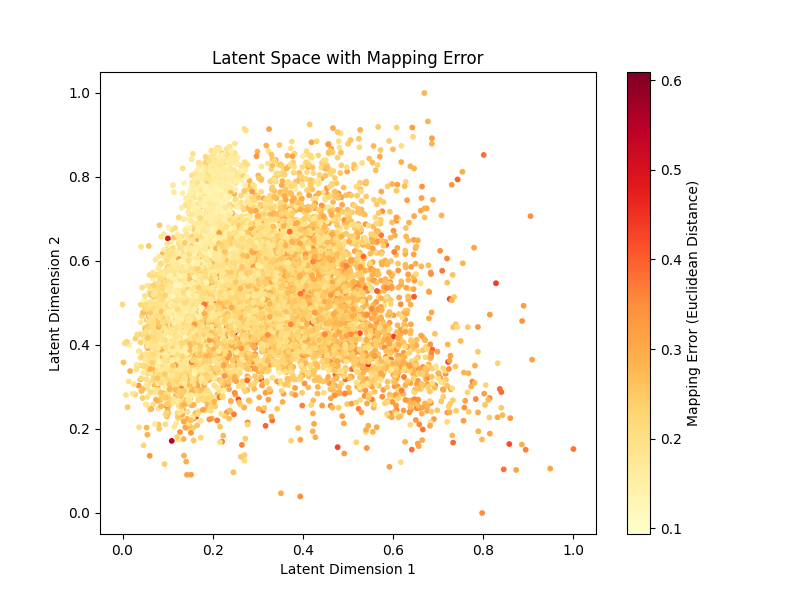 Latent Space with Mapping Error
1.0
0.8
0.6
0.4
0.2
0.0
Latent Dimension 2
0.0 0.2 0.4 0.6 0.8 1.0
Latent Dimension 1
0.6
0.5
0.4
0.3
0.2
0.1
Mapping Error (Euclidean Distance)